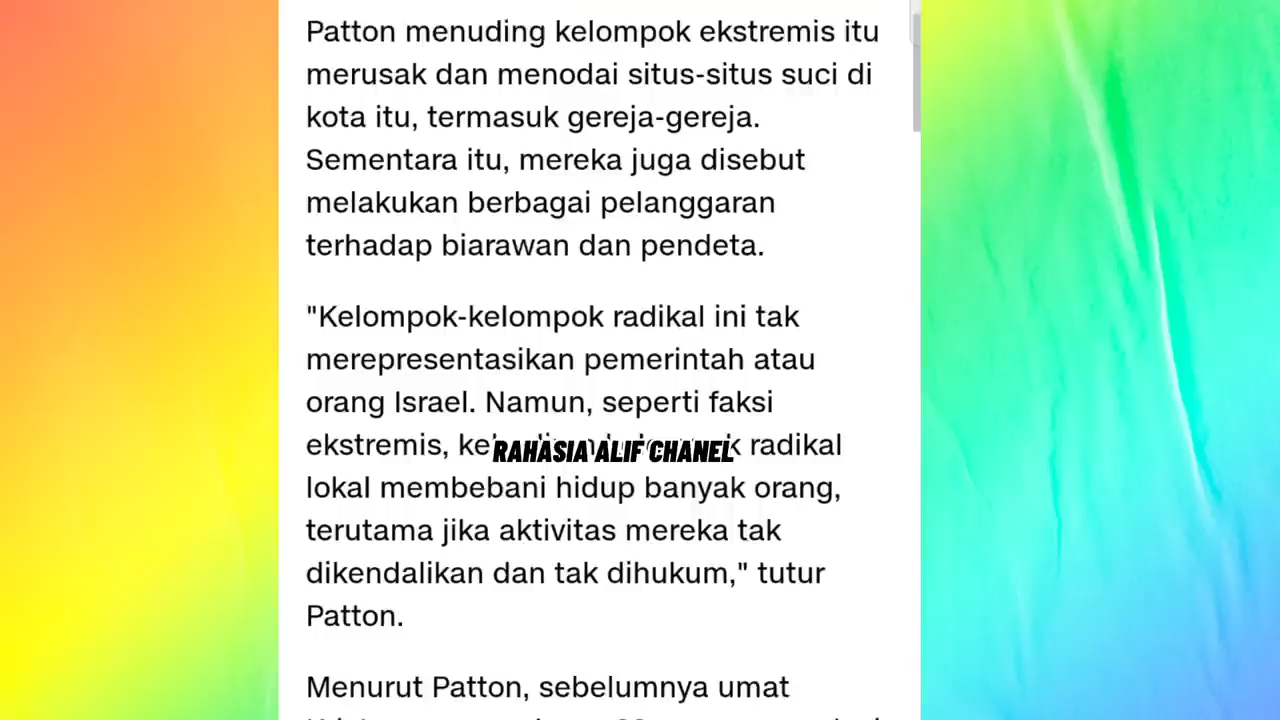 Patton menuding kelompok ekstremis itu
merusak dan menodai situs-situs suci di
kota itu, termasuk gereja-gereja.
Sementara itu, mereka juga disebut
melakukan berbagai pelanggaran
terhadap biarawan dan pendeta.
"Kelompok-kelompok radikal ini tak
merepresentasikan pemerintah atau
orang Israel. Namun, seperti faksi
ekstremis, radikal
RAHASIA ALIF CHANEL
lokal membebani hidup banyak orang,
terutama jika aktivitas mereka tak
dikendalikan dan tak dihukum," tutur
Patton.
Menurut Patton, sebelumnya umat